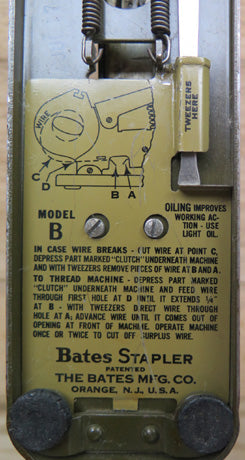 TWEEZERS
HERE
WIRE
C
D
B A
MODEL
B
OILING IMPROVES
WORKING AC-
TION - USE
LIGHT OIL.
IN CASE WIRE BREAKS - CUT WIRE AT POINT C,
DEPRESS PART MARKED "CLUTCH" UNDERNEATH MACHINE
AND WITH TWEEZERS REMOVE PIECES OF WIRE AT B AND A.
TO THREAD MACHINE - DEPRESS PART MARKED
"CLUTCH" UNDERNEATH MACHINE AND FEED WIRE
THROUGH FIRST HOLE AT D UNTIL IT EXTENDS ¼"
AT B - WITH TWEEZERS DIRECT WIRE THROUGH
HOLE AT A; ADVANCE WIRE UNTIL IT COMES OUT OF
OPENING AT FRONT OF MACHINE. OPERATE MACHINE
ONCE OR TWICE TO CUT OFF SURPLUS WIRE.
Bates STAPLER
PATENTED
THE BATES MFG. CO.
ORANGE, N.J., U.S.A.